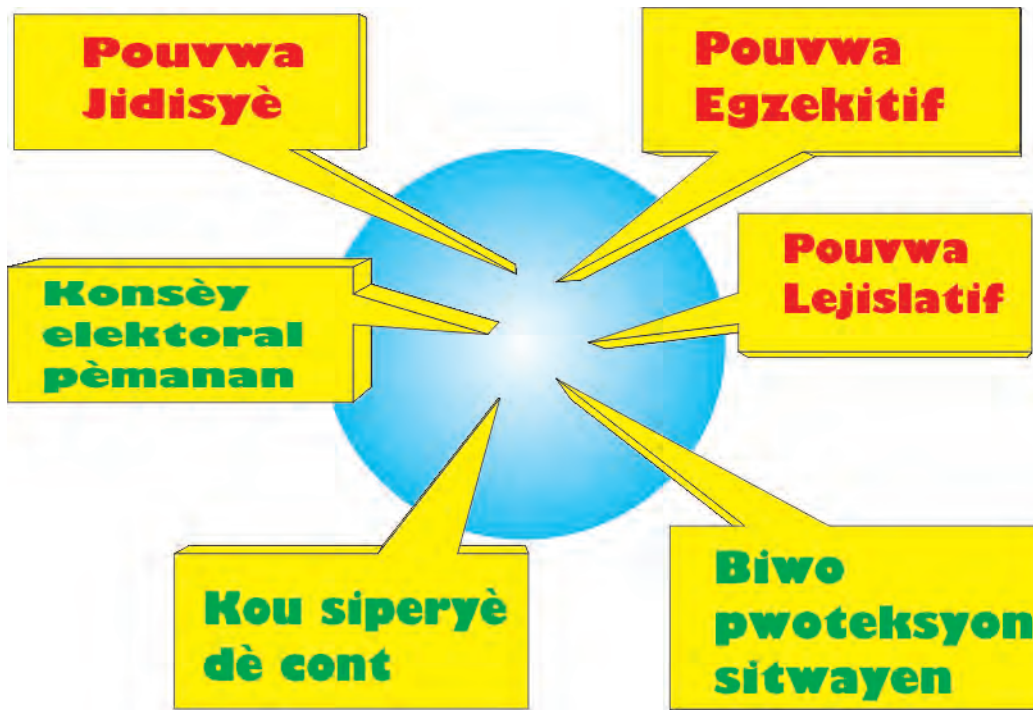 Pouvwa
Jidisyè
Pouvwa
Egzekitif
Pouvwa
Lejislatif
Konsèy
elektoral
pèmanan
Kou siperyè
dè cont
Biwo
pwoteksyon
sitwayen